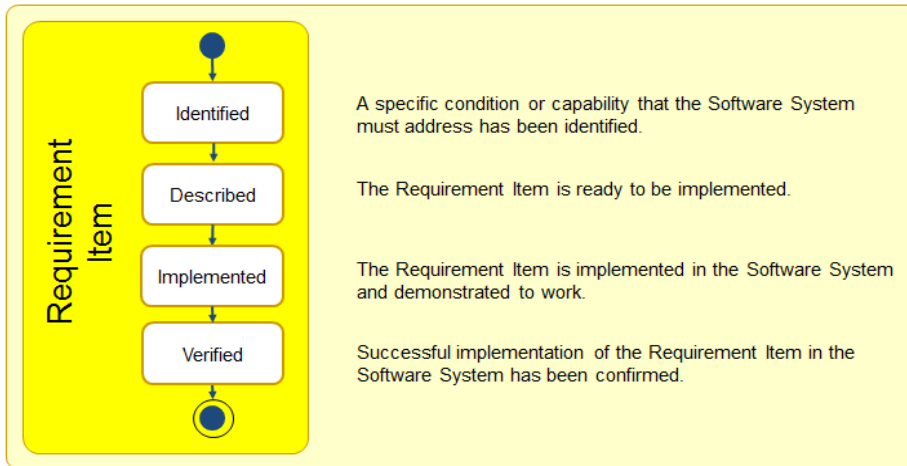 Requirement
Item
Identified
A specific condition or capability that the Software System
must address has been identified.
Described
The Requirement Item is ready to be implemented.
Implemented
The Requirement Item is implemented in the Software System
and demonstrated to work.
Verified
Successful implementation of the Requirement Item in the
Software System has been confirmed.